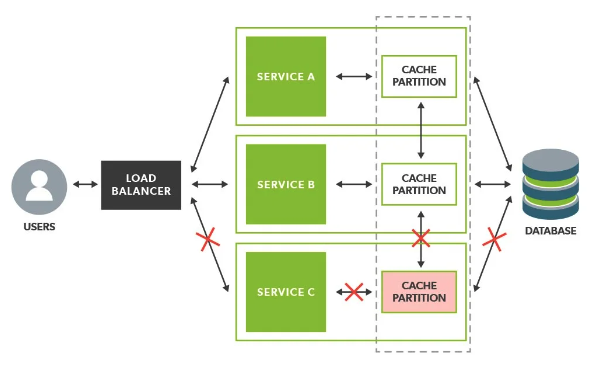 SERVICE A
CACHE
PARTITION
USERS
LOAD
BALANCER
SERVICE B
CACHE
PARTITION
DATABASE
SERVICE C
CACHE
PARTITION